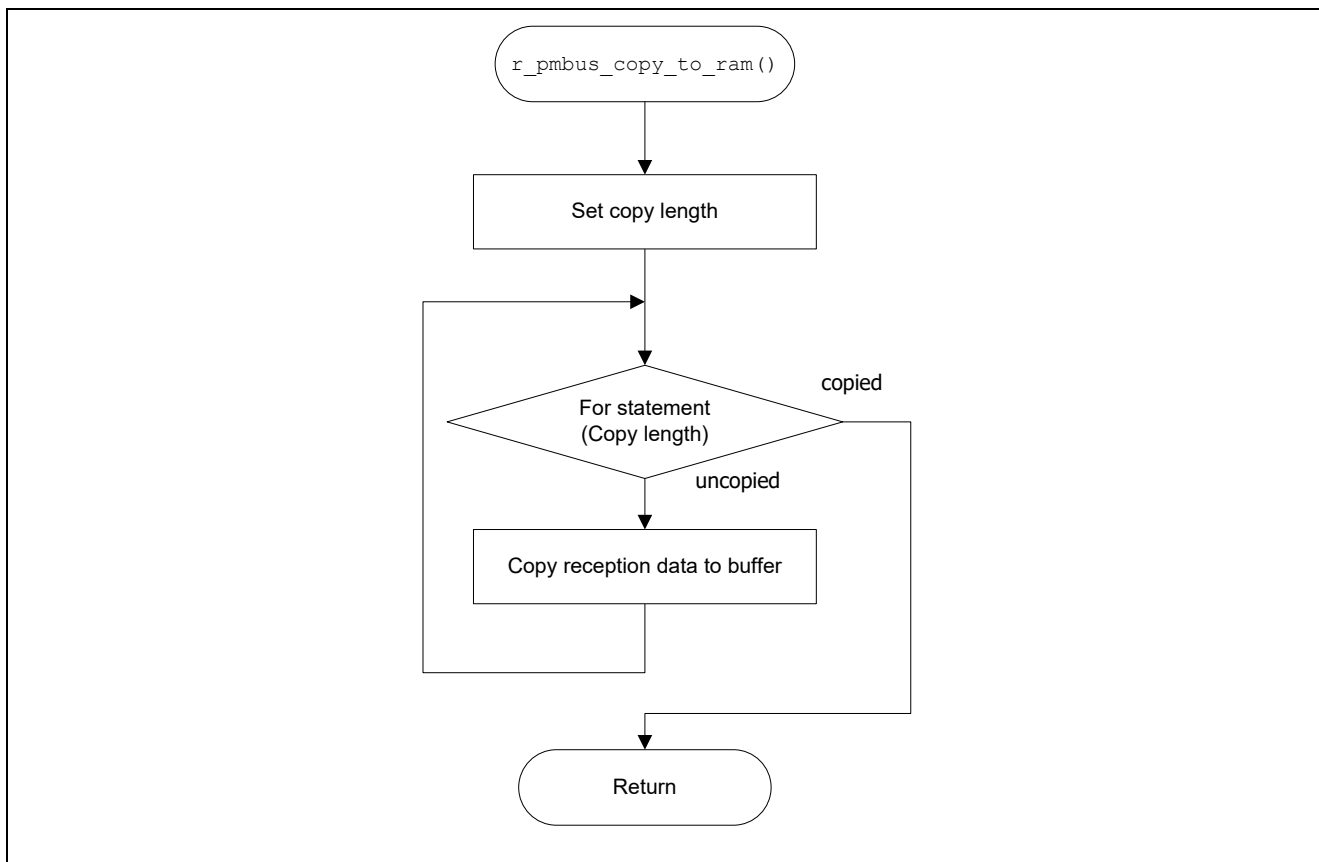 r_pmbus_copy_to_ram()
Set copy length
For statement
(Copy length)
copied
uncopied
Copy reception data to buffer
Return